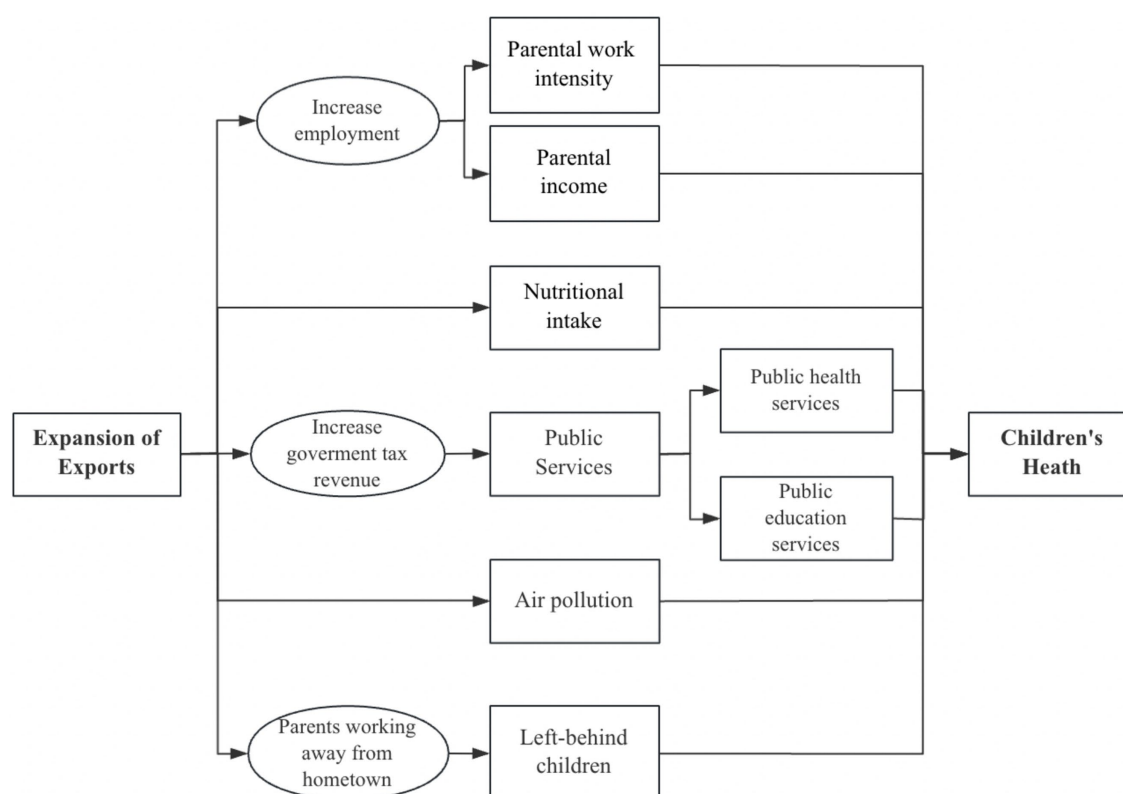 Parental work
intensity
Increase
employment
Parental
income
Nutritional
intake
Public health
services
Expansion of
Exports
Increase
goverment tax
revenue
Public
Services
Children's
Heath
Public
education
services
Air pollution
Parents working
away from
hometown
Left-behind
children